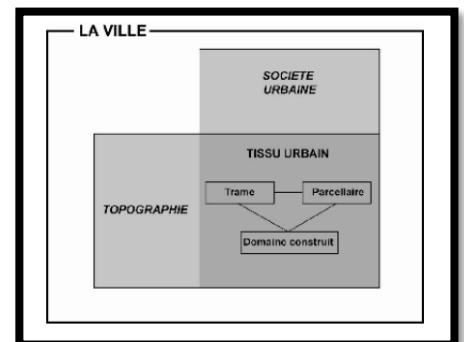 LA VILLE
SOCIETE
URBAINE
TISSU URBAIN
Trame
Parcellaire
TOPOGRAPHIE
Domaine construit